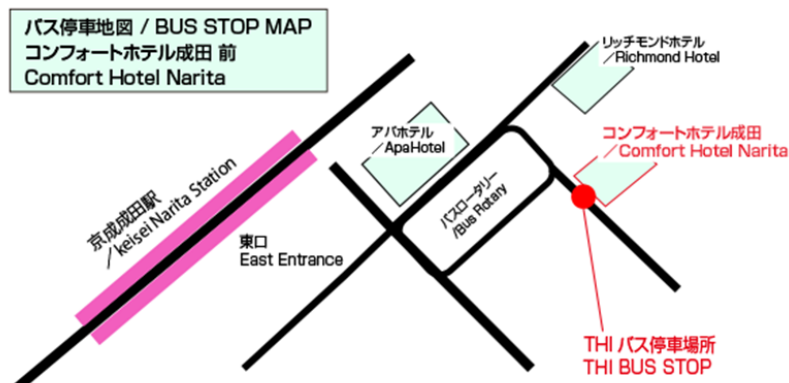 バス停車地図 / BUS STOP MAP
コンフォートホテル成田 前
Comfort Hotel Narita
リッチモンドホテル
/Richmond Hotel
アパホテル
/ApaHotel
コンフォートホテル成田
/Comfort Hotel Narita
バスロータリー
/Bus Rotary
京成成田駅
/keisei Narita Station
東口
East Entrance
THI バス停車場所
THI BUS STOP